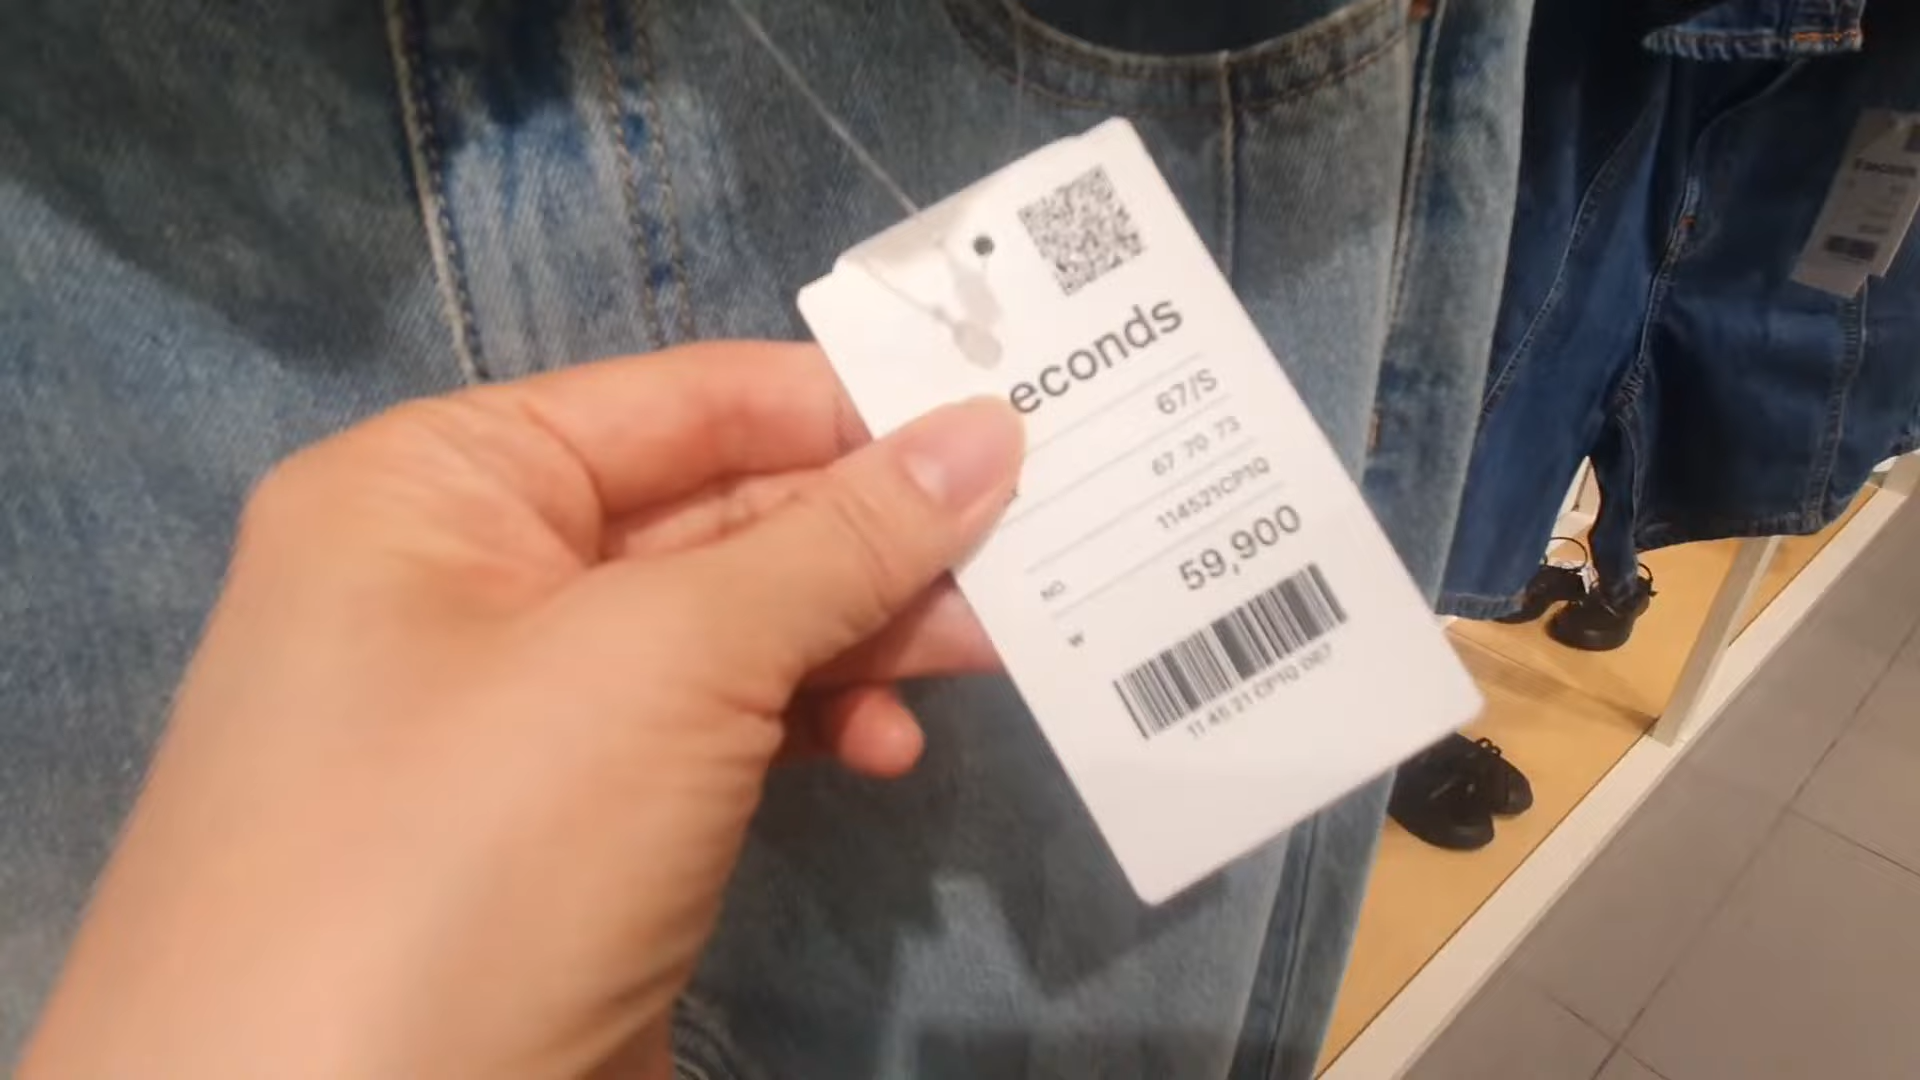 econds
67/S
67 70 73
114521CP1Q
NO.
59,900
W
11 45 21 CP1Q 067